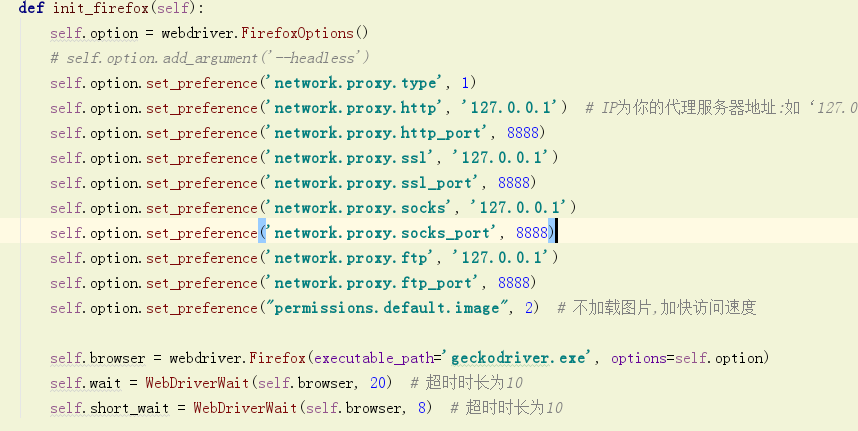 def init_firefox(self):
self.option = webdriver.FirefoxOptions()
# self.option.add_argument('--headless')
self.option.set_preference('network.proxy.type', 1)
self.option.set_preference('network.proxy.http', '127.0.0.1')  # IP为你的代理服务器地址:如‘127.0
self.option.set_preference('network.proxy.http_port', 8888)
self.option.set_preference('network.proxy.ssl', '127.0.0.1')
self.option.set_preference('network.proxy.ssl_port', 8888)
self.option.set_preference('network.proxy.socks', '127.0.0.1')
self.option.set_preference('network.proxy.socks_port', 8888)
self.option.set_preference('network.proxy.ftp', '127.0.0.1')
self.option.set_preference('network.proxy.ftp_port', 8888)
self.option.set_preference("permissions.default.image", 2)  # 不加载图片,加快访问速度
self.browser = webdriver.Firefox(executable_path='geckodriver.exe', options=self.option)
self.wait = WebDriverWait(self.browser, 20)  # 超时时长为10
self.short_wait = WebDriverWait(self.browser, 8)  # 超时时长为10